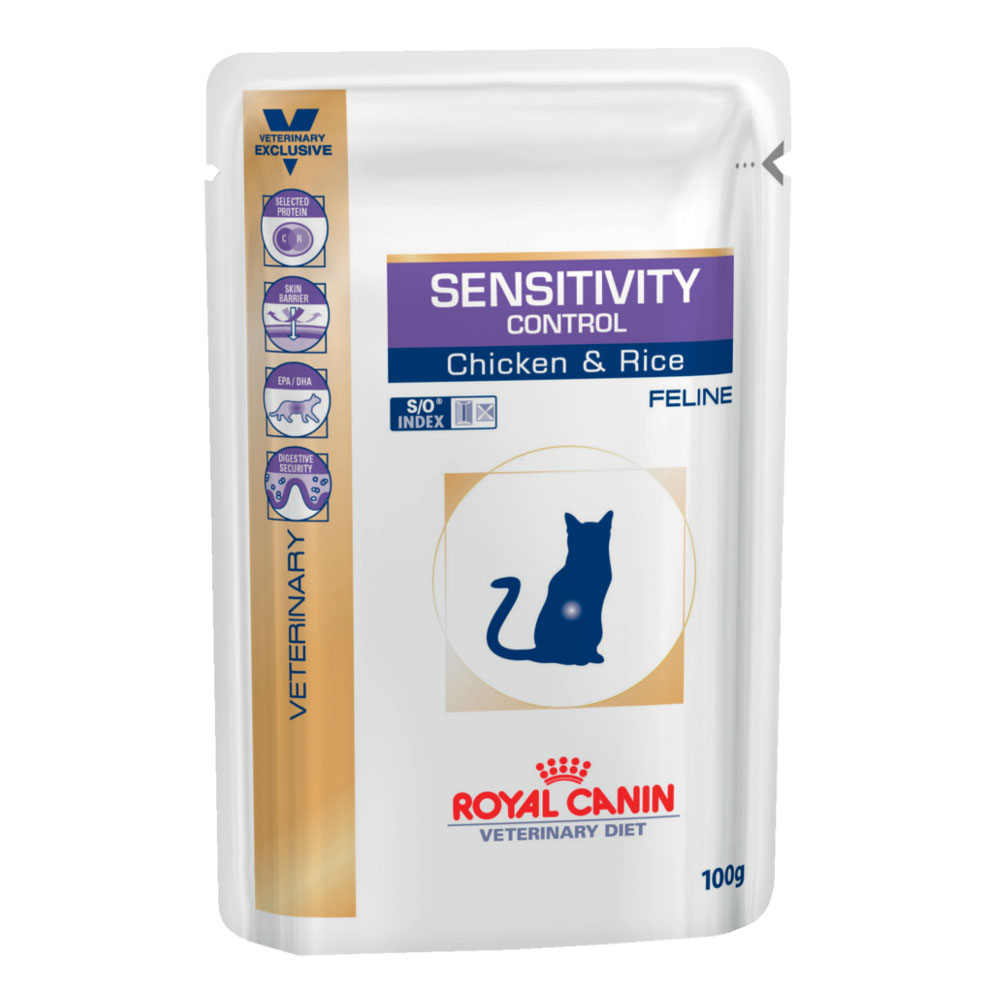 VETERINARY
EXCLUSIVE
SELECTED
PROTEIN
C R
SKIN
BARRIER
EPA / DHA
DIGESTIVE
SECURITY
VETERINARY
SENSITIVITY
CONTROL
Chicken & Rice
FELINE
S/O®
INDEX
ROYAL CANIN
VETERINARY DIET
100g